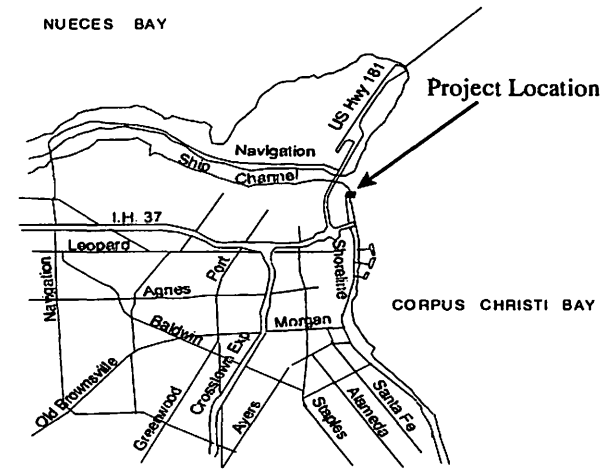 NUECES BAY
US Hwy 181
Project Location
Navigation
Ship Channel
I.H. 37
Leopard
Port
Shoreline
Navigation
Agnes
CORPUS CHRISTI BAY
Baldwin
Morgan
Crosstown Exp
Old Brownsville
Greenwood
Ayers
Staples
Alameda
Santa Fe